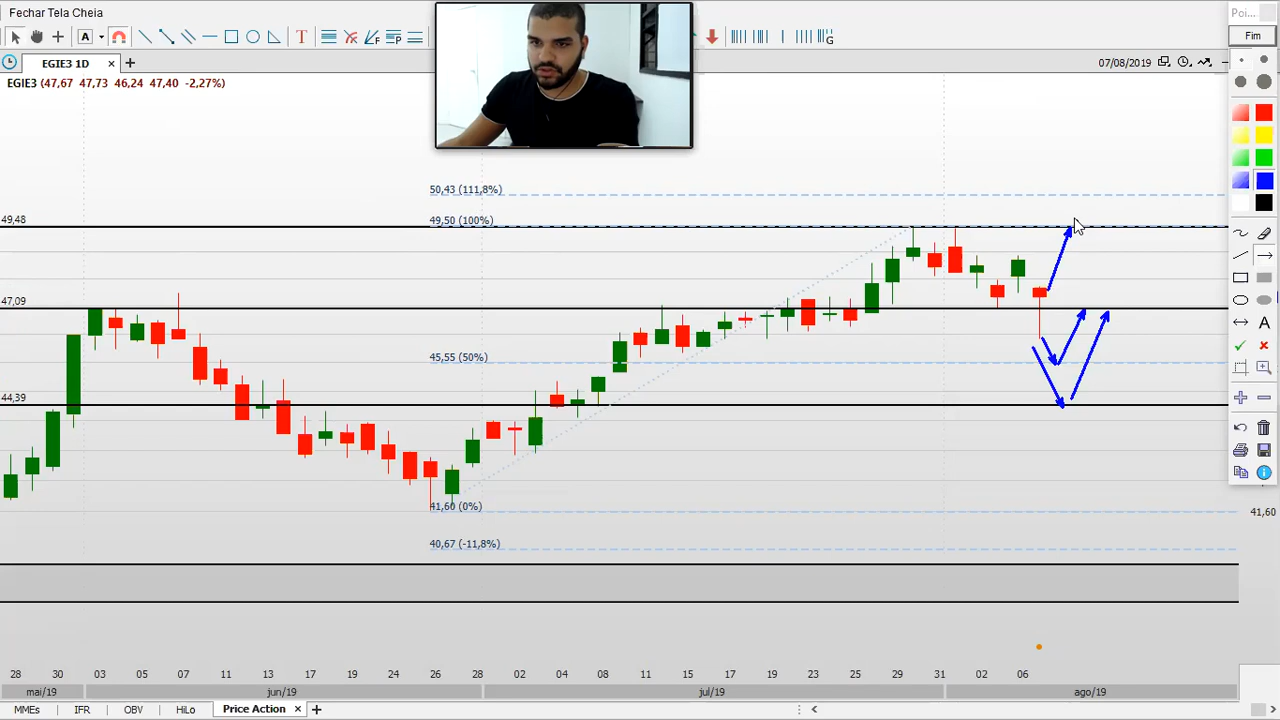 Fechar Tela Cheia
Poi...
A
T
F
P
G
Fim
EGIE3 1D
07/08/2019
EGIE3 (47,67 47,73 46,24 47,40 -2,27%)
50,43 (111,8%)
49,48
49,50 (100%)
47,09
45,55 (50%)
44,39
41,60 (0%)
41,60
40,67 (-11,8%)
A
28 30 03 05 07 11 13 17 19 24 26 28 02 04 08 11 15 17 19 23 25 29 31 02 06
mai/19 jun/19 jul/19 ago/19
MMEs IFR OBV HiLo Price Action